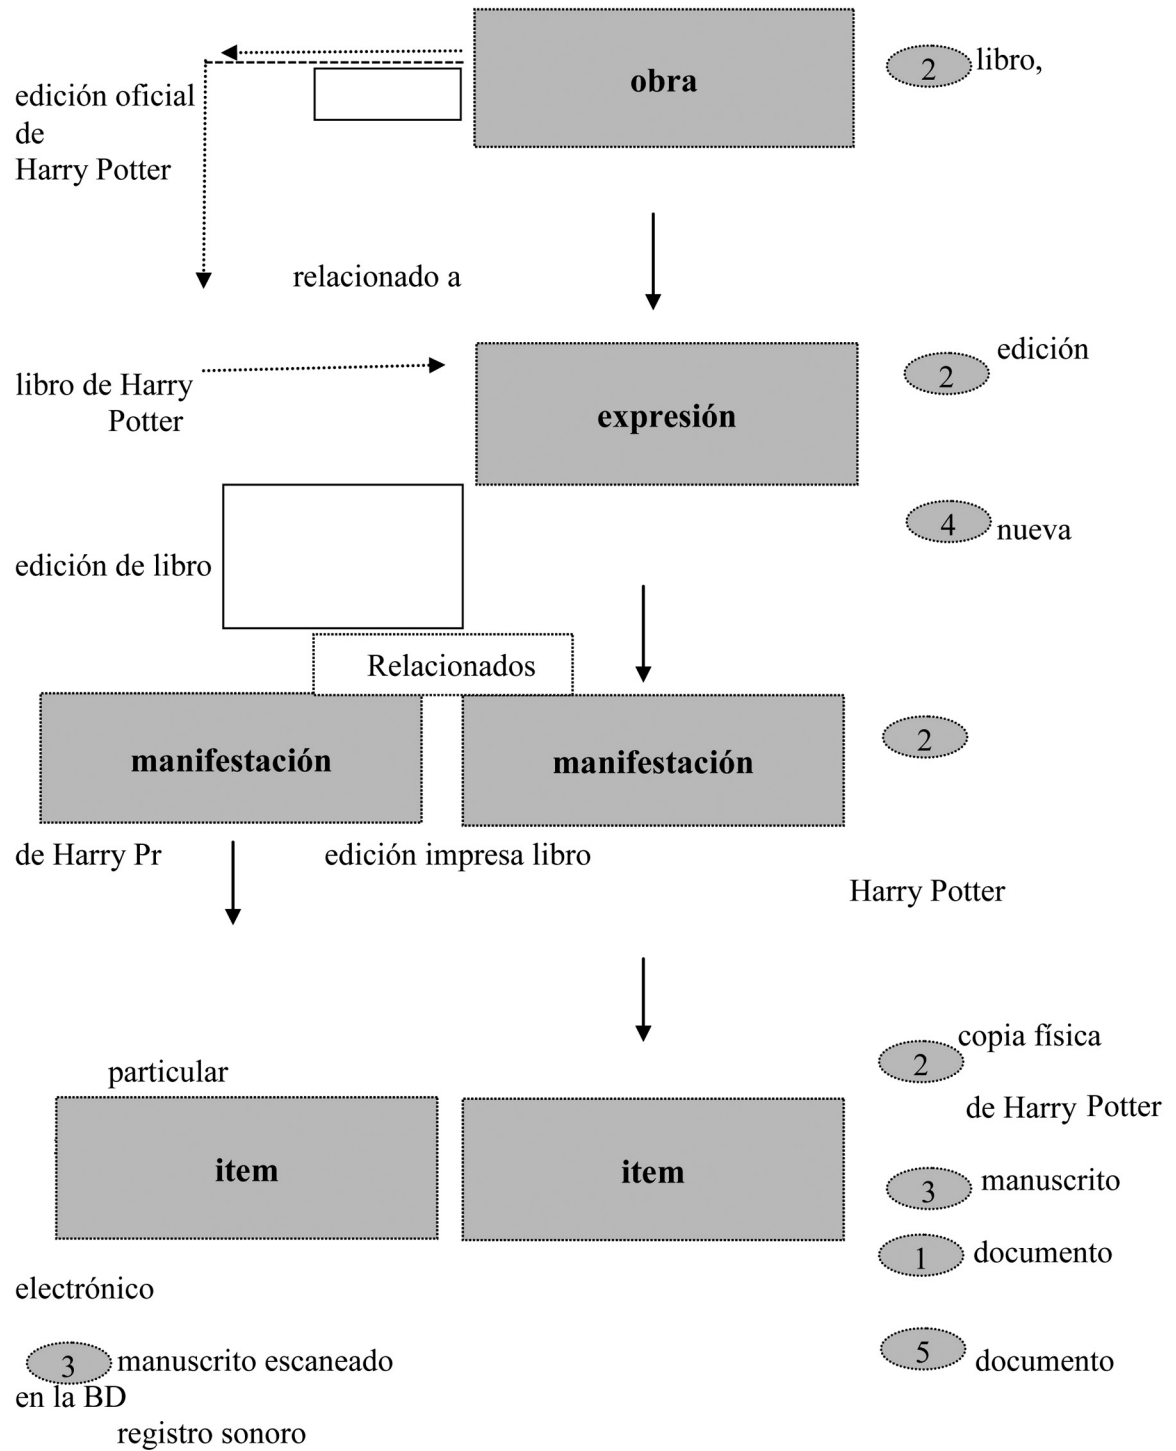 obra
2 libro,
edición oficial
de
Harry Potter
relacionado a
edición
2
libro de Harry
Potter
expresión
4 nueva
edición de libro
Relacionados
manifestación
manifestación
2
de Harry Pr
edición impresa libro
Harry Potter
copia física
2
particular
de Harry Potter
item
item
3 manuscrito
1 documento
electrónico
3 manuscrito escaneado
5 documento
en la BD
registro sonoro